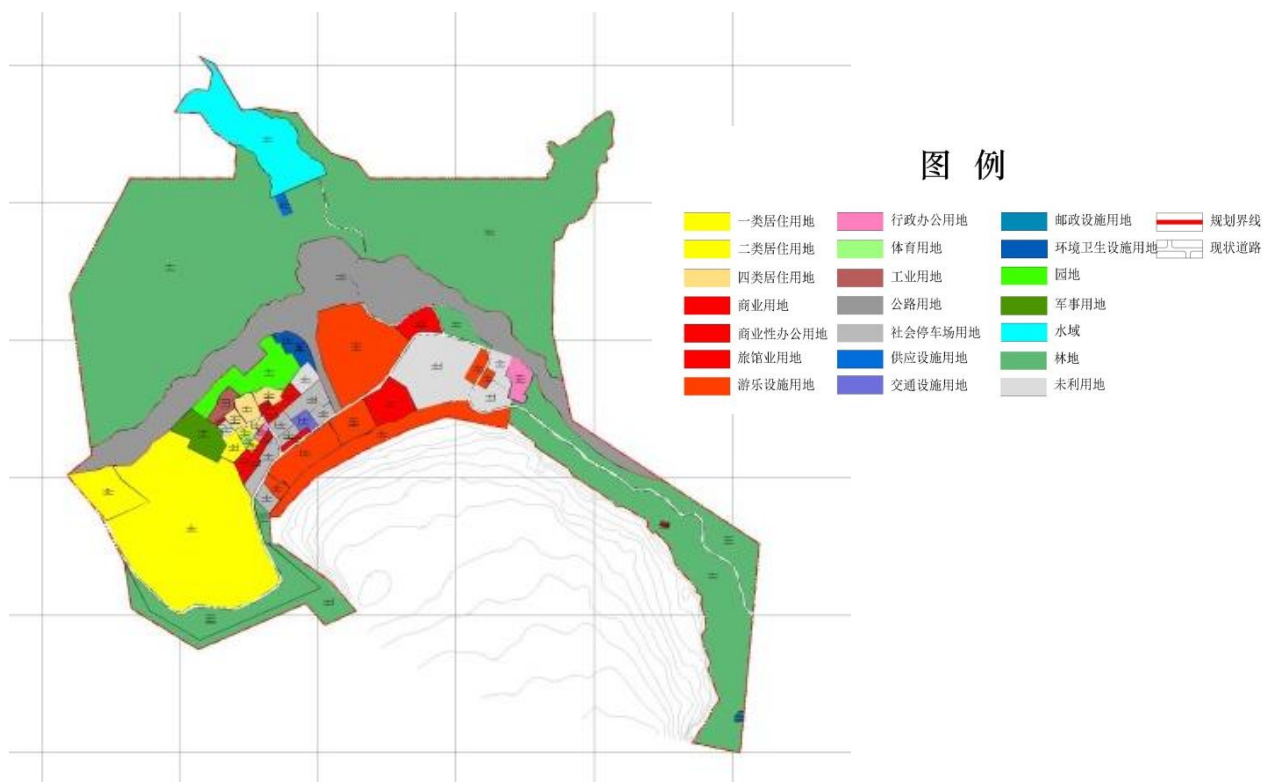 图 例
一类居住用地 行政办公用地 邮政设施用地 规划界线
二类居住用地 体育用地 环境卫生设施用地 现状道路
四类居住用地 工业用地 园地
商业用地 公路用地 军事用地
商业性办公用地 社会停车场用地 水域
旅馆业用地 供应设施用地 林地
游乐设施用地 交通设施用地 未利用地